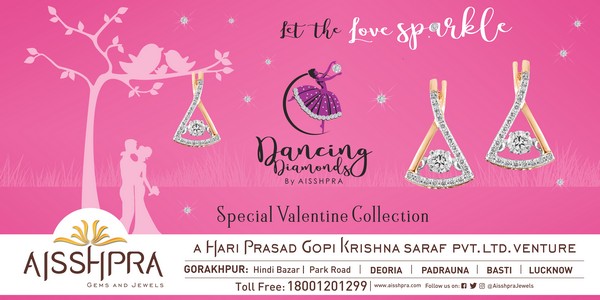 Let the Love sparkle
Dancing
Diamonds
By AISSHPRA
Special Valentine Collection
AISSHPRA
GEMS AND JEWELS
A HARI PRASAD GOPI KRISHNA SARAF PVT. LTD. VENTURE
GORAKHPUR: Hindi Bazar | Park Road | DEORIA | PADRAUNA | BASTI | LUCKNOW
Toll Free: 18001201299 | www.aisshpra.com Follow us on: @AisshpraJewels